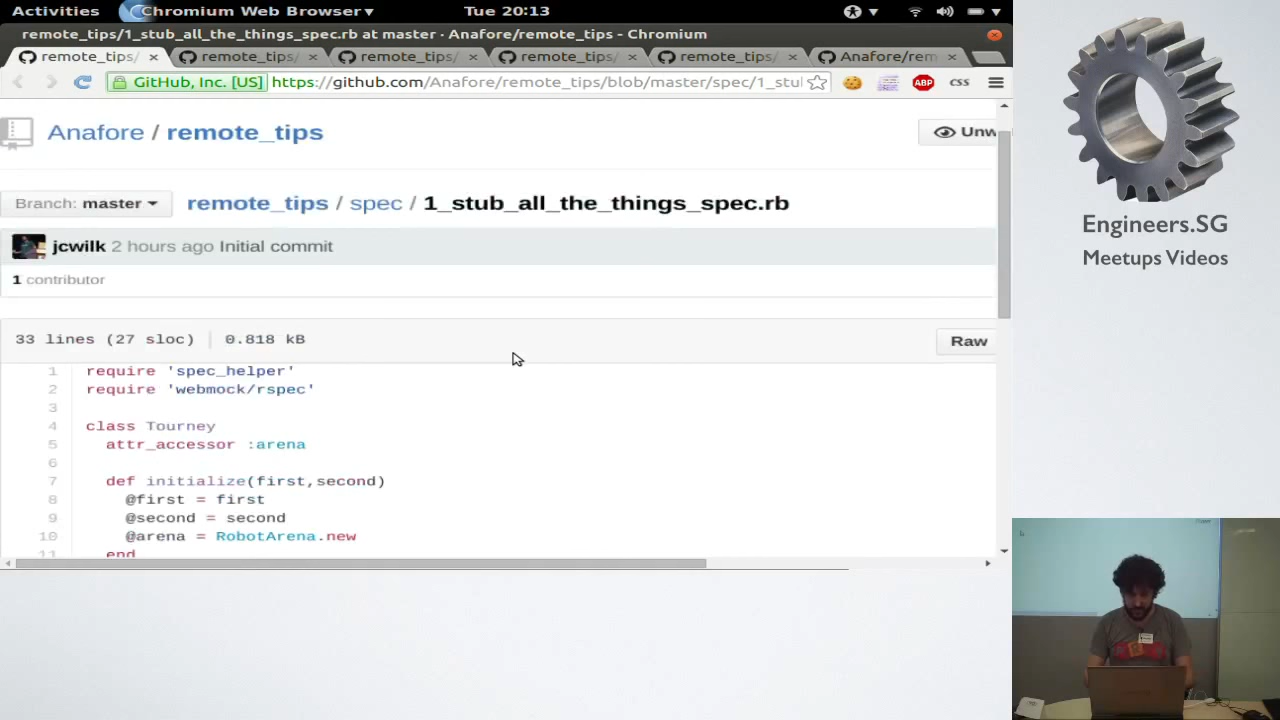 Activities Chromium Web Browser ▾ Tue 20:13
remote_tips/1_stub_all_the_things_spec.rb at master · Anafore/remote_tips - Chromium
remote_tips/ × remote_tips/ × remote_tips/ × remote_tips/ × remote_tips/ × Anafore/rem ×
GitHub, Inc. [US] https://github.com/Anafore/remote_tips/blob/master/spec/1_stul ABP CSS
Anafore / remote_tips
Unw
Branch: master
remote_tips / spec / 1_stub_all_the_things_spec.rb
jcwilk 2 hours ago Initial commit
1 contributor
33 lines (27 sloc) 0.818 kB
Raw
1 require 'spec_helper'
2 require 'webmock/rspec'
3
4 class Tourney
5 attr_accessor :arena
6
7 def initialize(first,second)
8 @first = first
9 @second = second
10 @arena = RobotArena.new
11 end
Engineers.SG
Meetups Videos